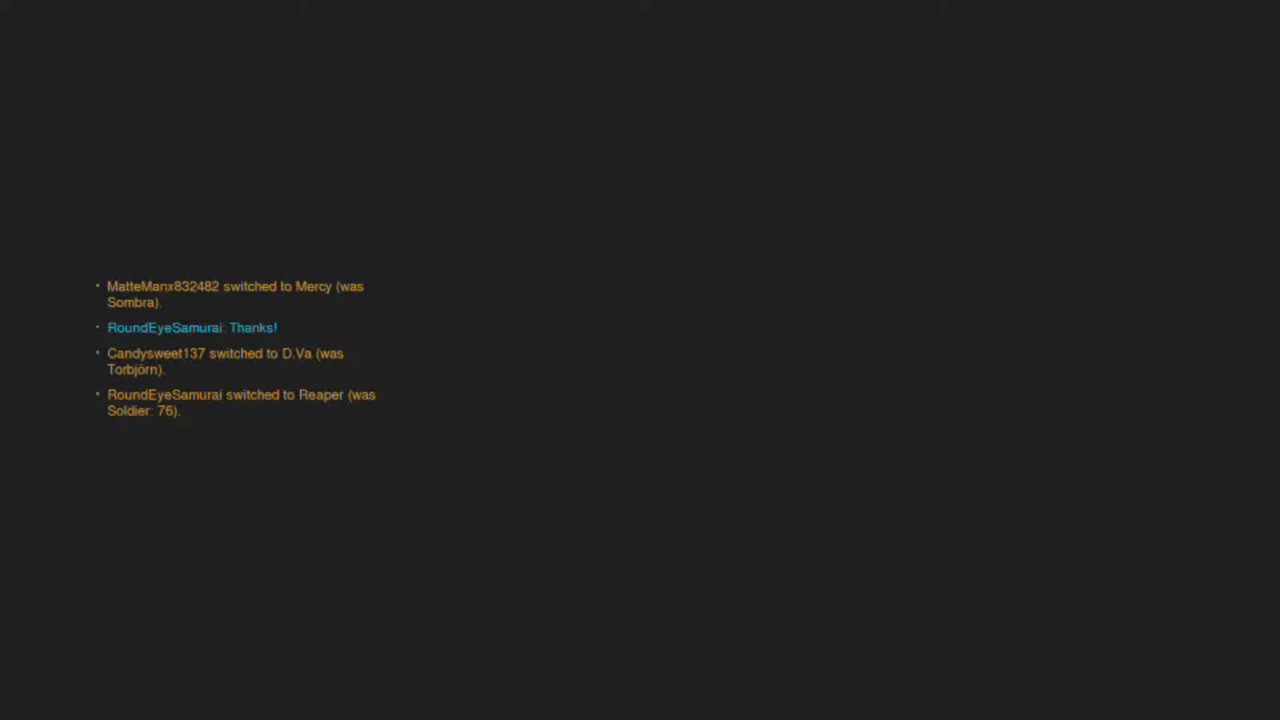 MatteManx832482 switched to Mercy (was
Sombra).
RoundEyeSamurai: Thanks!
Candysweet137 switched to D.Va (was
Torbjörn).
RoundEyeSamurai switched to Reaper (was
Soldier: 76).